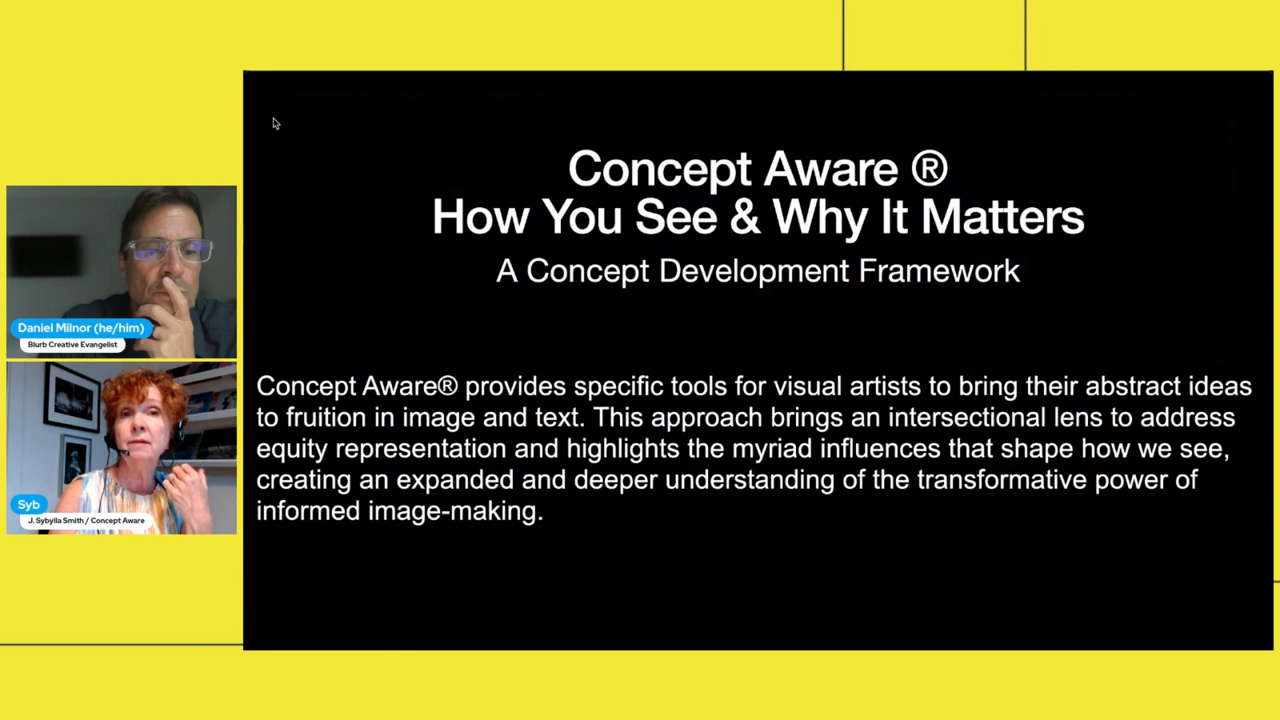 Concept Aware ®
How You See & Why It Matters
A Concept Development Framework
Concept Aware® provides specific tools for visual artists to bring their abstract ideas
to fruition in image and text. This approach brings an intersectional lens to address
equity representation and highlights the myriad influences that shape how we see,
creating an expanded and deeper understanding of the transformative power of
informed image-making.
Daniel Milnor (he/him)
Blurb Creative Evangelist
Syb
J. Sybylla Smith / Concept Aware